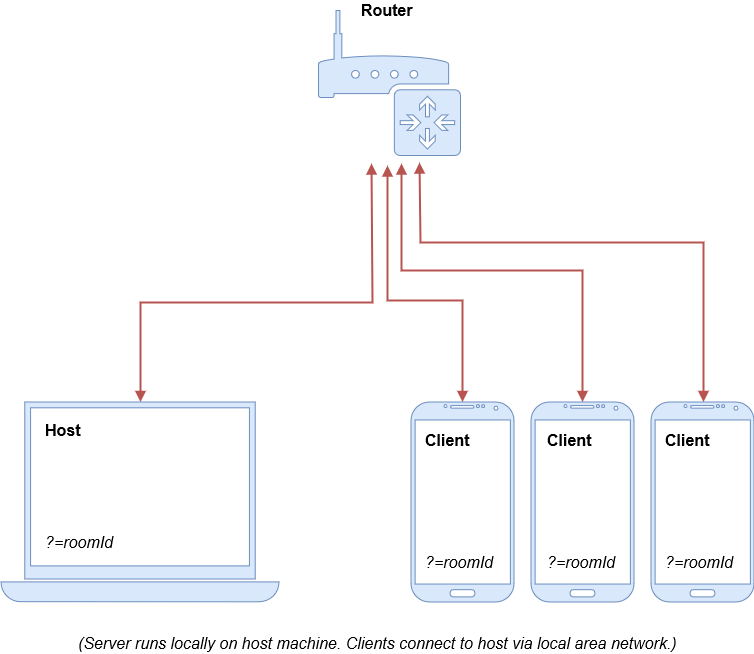 Router
Host
Client
Client
Client
?=roomId
?=roomId
?=roomId
?=roomId
(Server runs locally on host machine. Clients connect to host via local area network.)